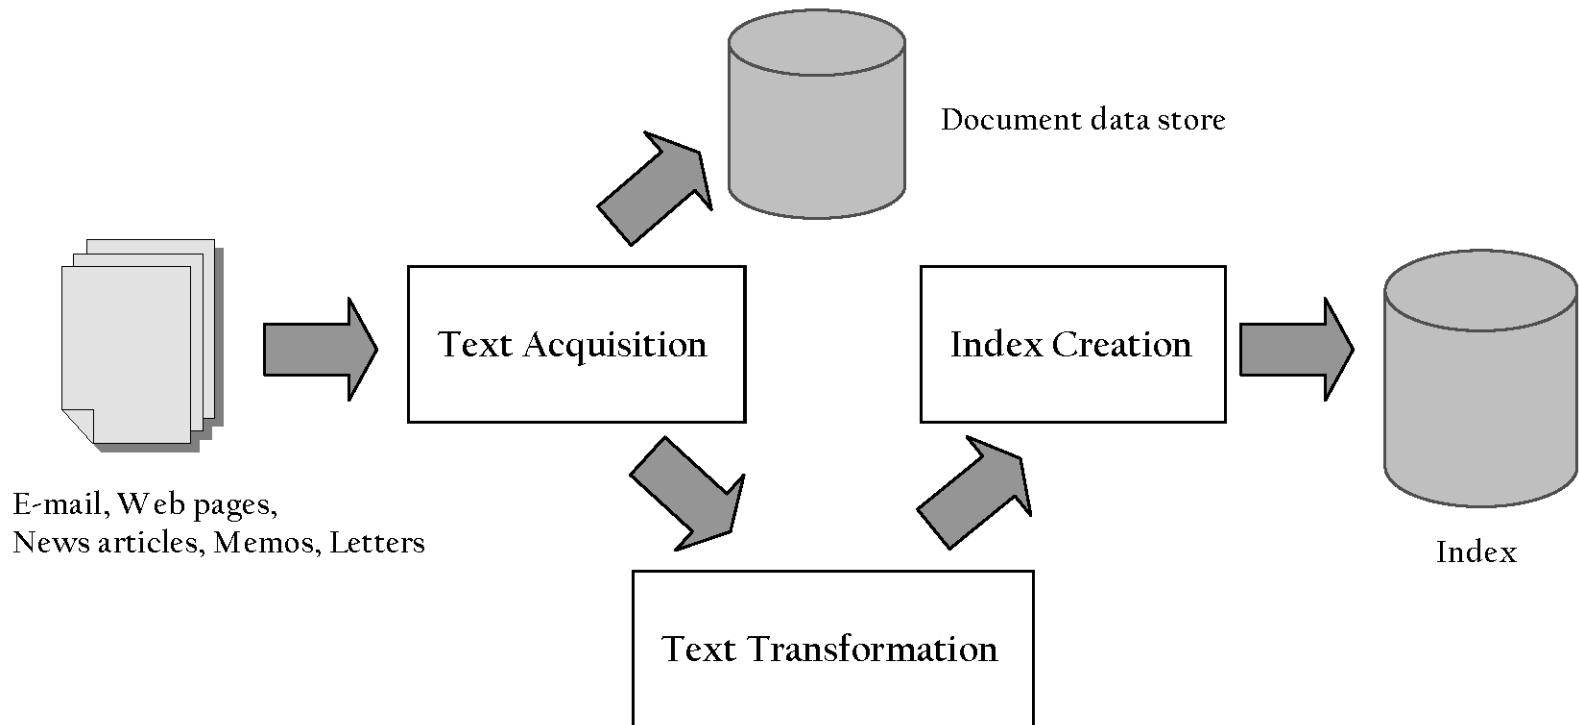 Document data store
Text Acquisition
Index Creation
E-mail, Web pages,
News articles, Memos, Letters
Index
Text Transformation